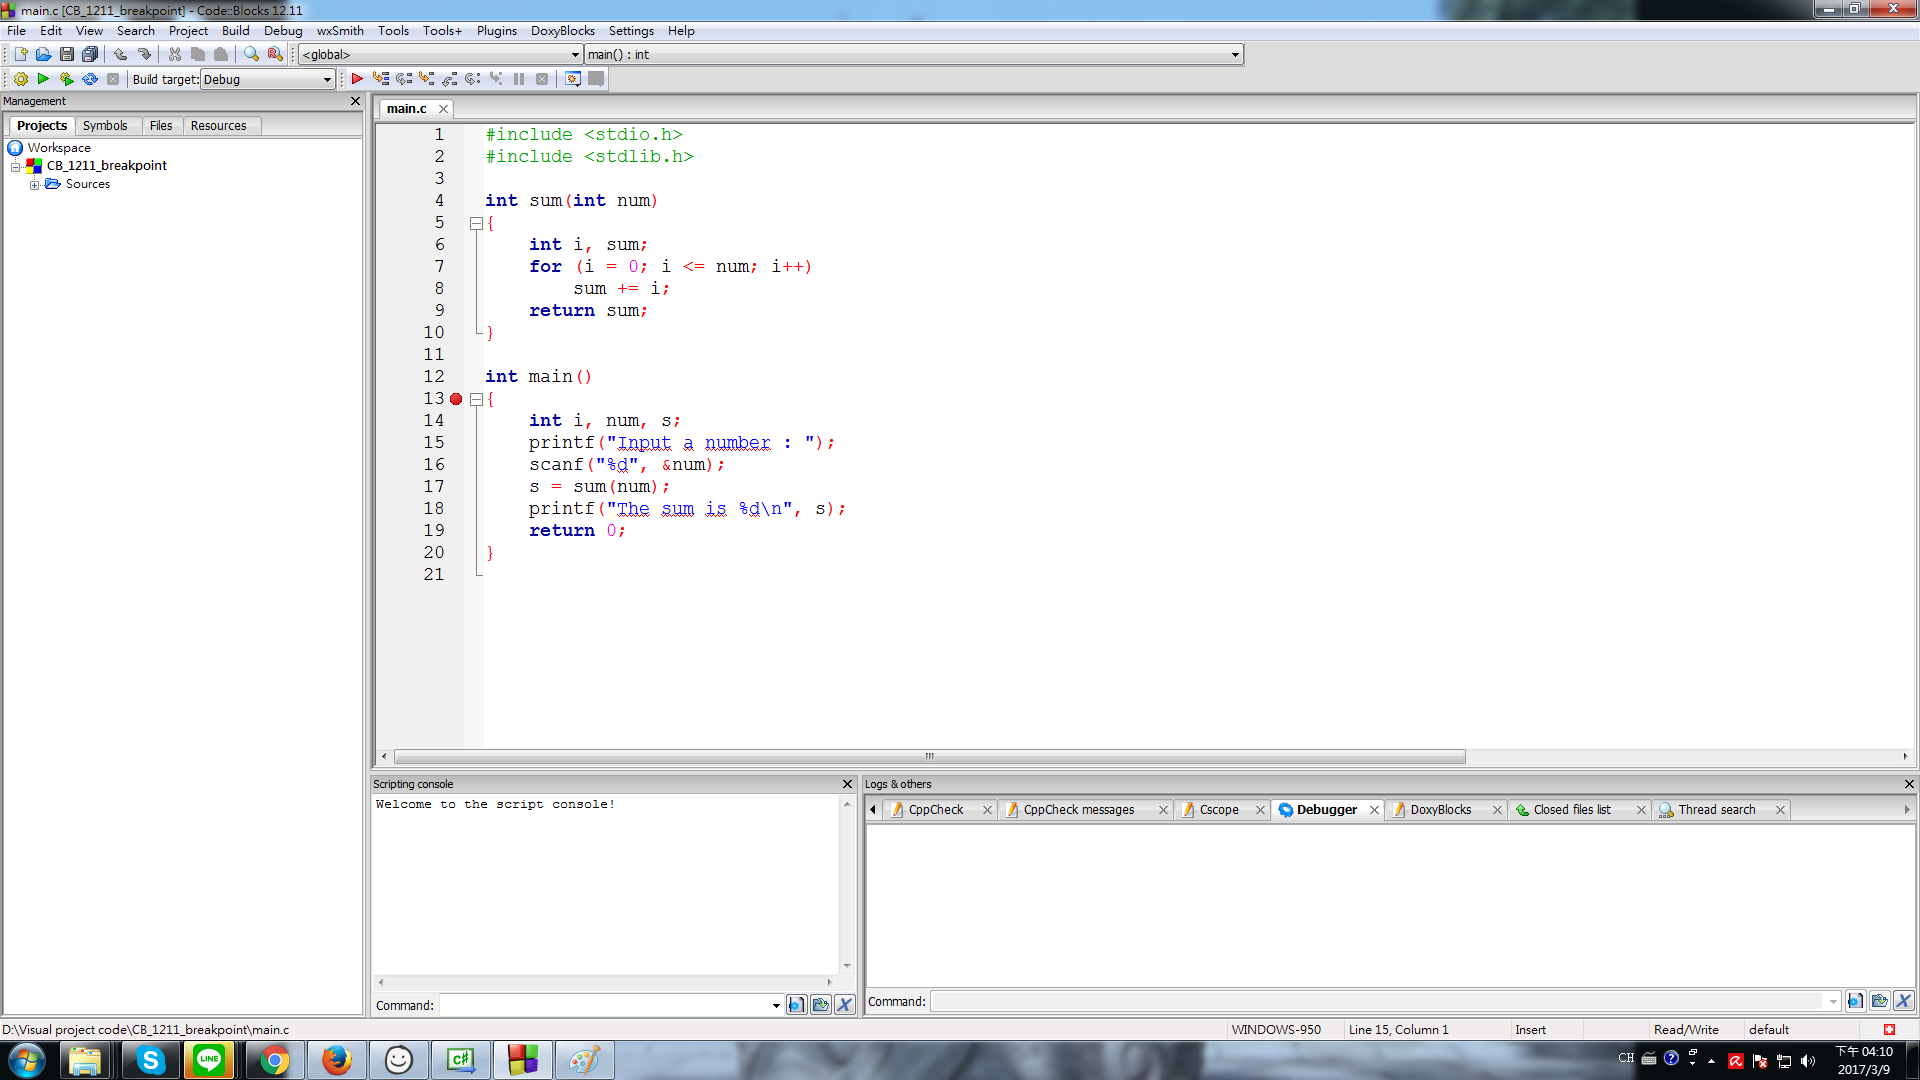 main.c [CB_1211_breakpoint] - Code::Blocks 12.11
File Edit View Search Project Build Debug wxSmith Tools Tools+ Plugins DoxyBlocks Settings Help
<global> main() : int
Build target: Debug
Management
main.c
Projects Symbols Files Resources
Workspace
CB_1211_breakpoint
Sources
1 #include <stdio.h>
2 #include <stdlib.h>
3
4 int sum(int num)
5 {
6 int i, sum;
7 for (i = 0; i <= num; i++)
8 sum += i;
9 return sum;
10 }
11
12 int main()
13 {
14 int i, num, s;
15 printf("Input a number : ");
16 scanf("%d", &num);
17 s = sum(num);
18 printf("The sum is %d\n", s);
19 return 0;
20 }
21
Scripting console
Welcome to the script console!
Command:
Logs & others
CppCheck CppCheck messages Cscope Debugger DoxyBlocks Closed files list Thread search
Command:
D:\Visual project code\CB_1211_breakpoint\main.c WINDOWS-950 Line 15, Column 1 Insert Read/Write default
LINE
C#
CH
下午 04:10
2017/3/9